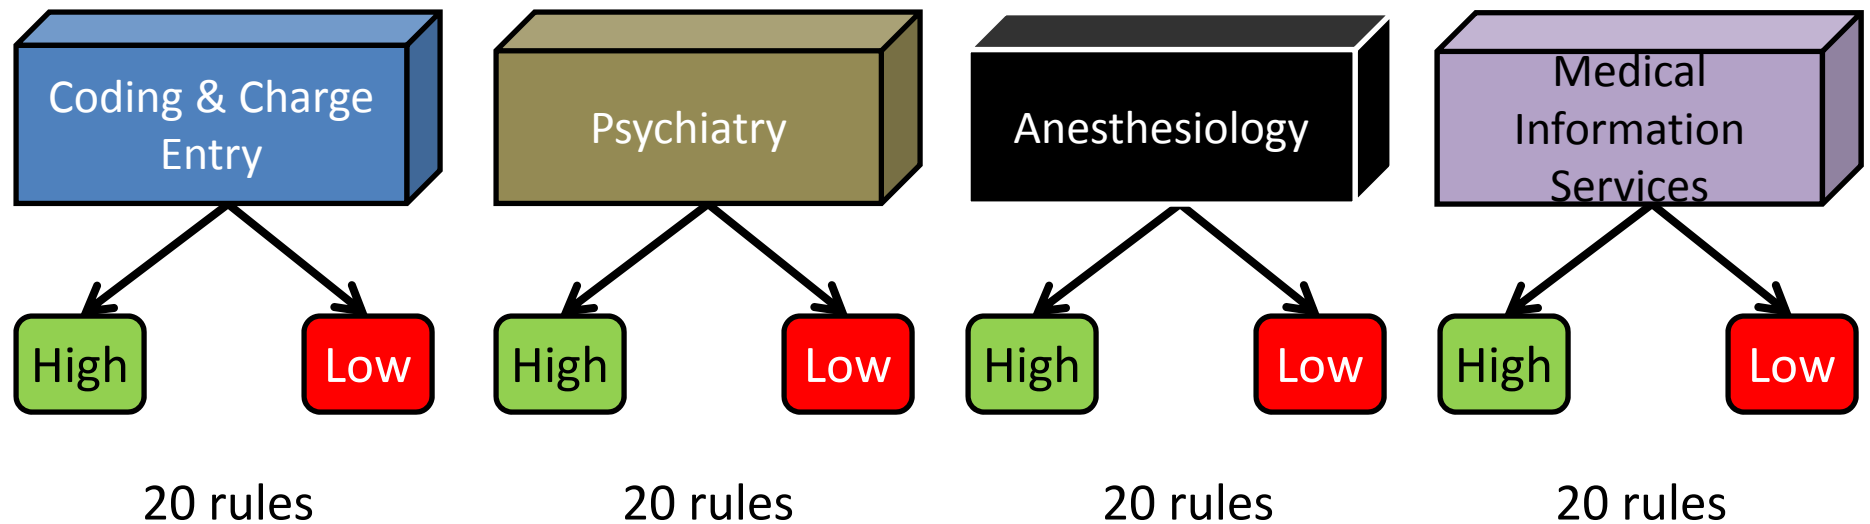 Coding & Charge
Entry
Psychiatry
Anesthesiology
Medical
Information
Services
High
Low
High
Low
High
Low
High
Low
20 rules
20 rules
20 rules
20 rules